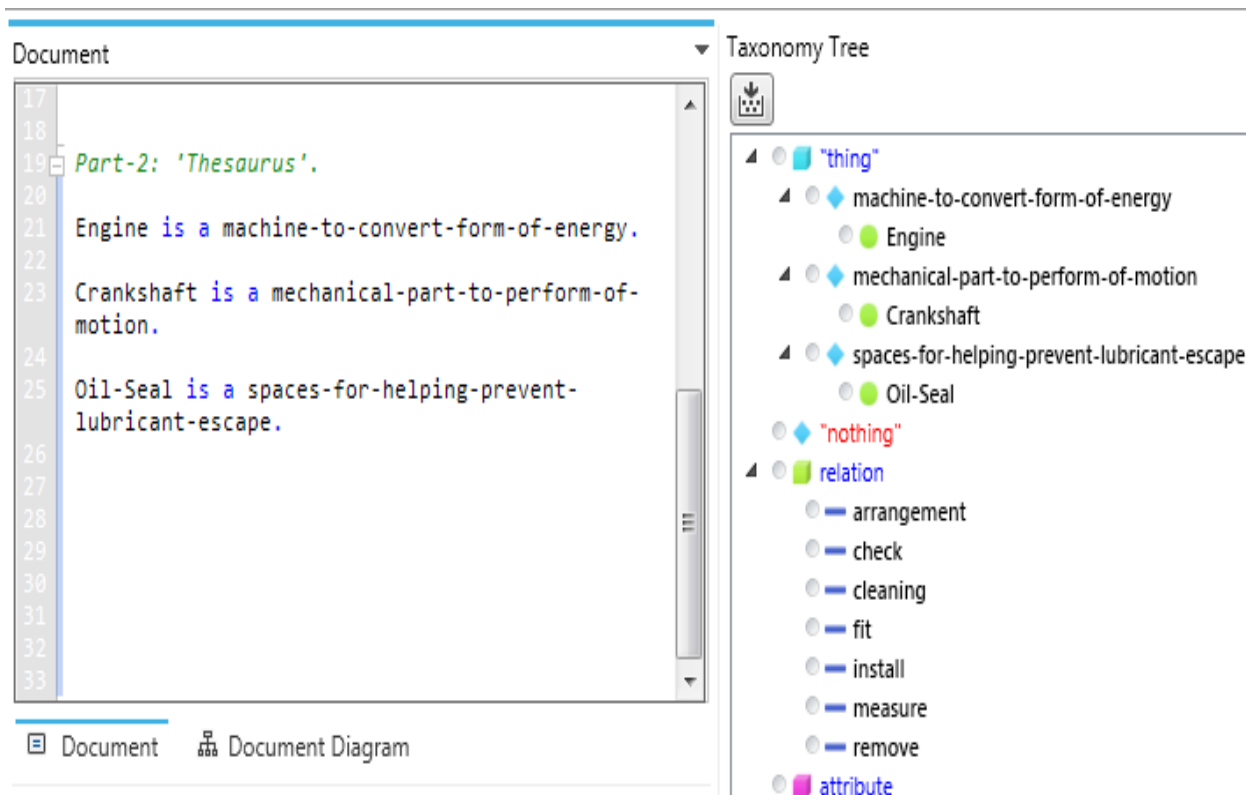 Document
17
18
19 Part-2: 'Thesaurus'.
20
21 Engine is a machine-to-convert-form-of-energy.
22
23 Crankshaft is a mechanical-part-to-perform-of-
motion.
24
25 Oil-Seal is a spaces-for-helping-prevent-
lubricant-escape.
26
27
28
29
30
31
32
33
Document
Document Diagram
Taxonomy Tree
"thing"
machine-to-convert-form-of-energy
Engine
mechanical-part-to-perform-of-motion
Crankshaft
spaces-for-helping-prevent-lubricant-escape
Oil-Seal
"nothing"
relation
arrangement
check
cleaning
fit
install
measure
remove
attribute